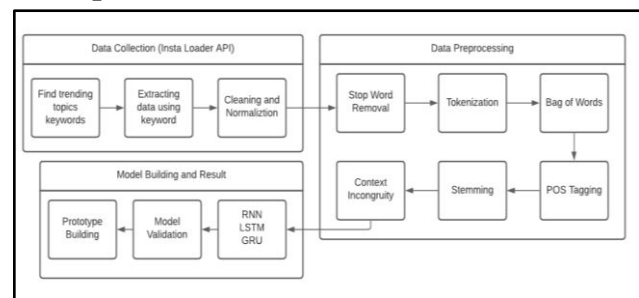 Data Collection (Insta Loader API)
Find trending
topics
keywords
Extracting
data using
keyword
Cleaning and
Normaliztion
Data Preprocessing
Stop Word
Removal
Tokenization
Bag of Words
POS Tagging
Stemming
Context
Incongruity
Model Building and Result
RNN
LSTM
GRU
Model
Validation
Prototype
Building